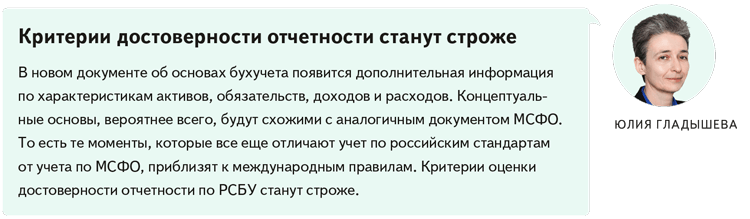 Критерии достоверности отчетности станут строже
В новом документе об основах бухучета появится дополнительная информация
по характеристикам активов, обязательств, доходов и расходов. Концептуаль-
ные основы, вероятнее всего, будут схожими с аналогичным документом МСФО.
То есть те моменты, которые все еще отличают учет по российским стандартам
от учета по МСФО, приблизят к международным правилам. Критерии оценки
достоверности отчетности по РСБУ станут строже.
ЮЛИЯ ГЛАДЫШЕВА